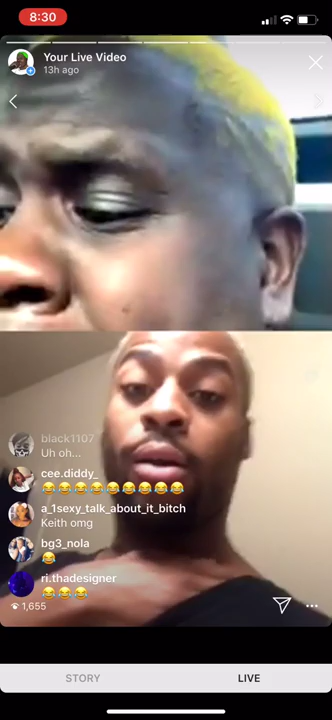 8:30
Your Live Video
13h ago
black1107
Uh oh...
cee.diddy_
😂😂😂😂😂😂😂😂😂
a_1sexy_talk_about_it_bitch
Keith omg
bg3_nola
😂
ri.thadesigner
😂😂😂
1,655
STORY LIVE